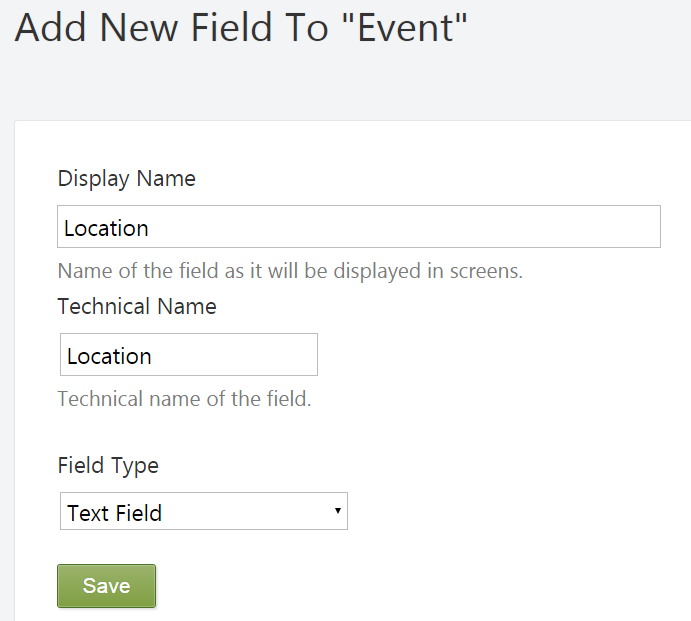 Add New Field To "Event"
Display Name
Location
Name of the field as it will be displayed in screens.
Technical Name
Location
Technical name of the field.
Field Type
Text Field
Save